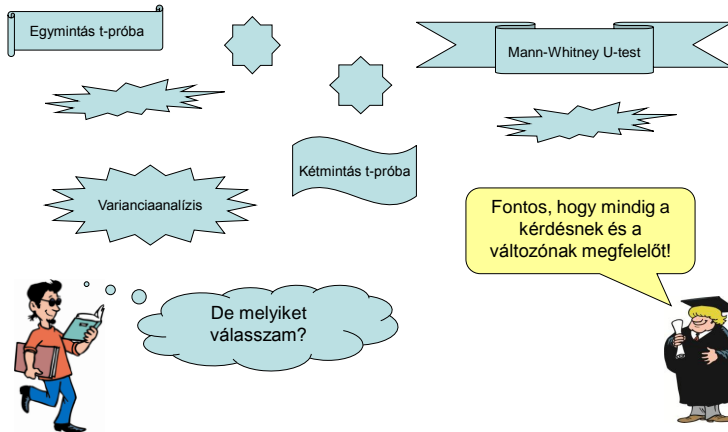 Egymintás t-próba
Mann-Whitney U-test
Kétmintás t-próba
Varianciaanalízis
Fontos, hogy mindig a
kérdésnek és a
változónak megfelelőt!
De melyiket
válasszam?